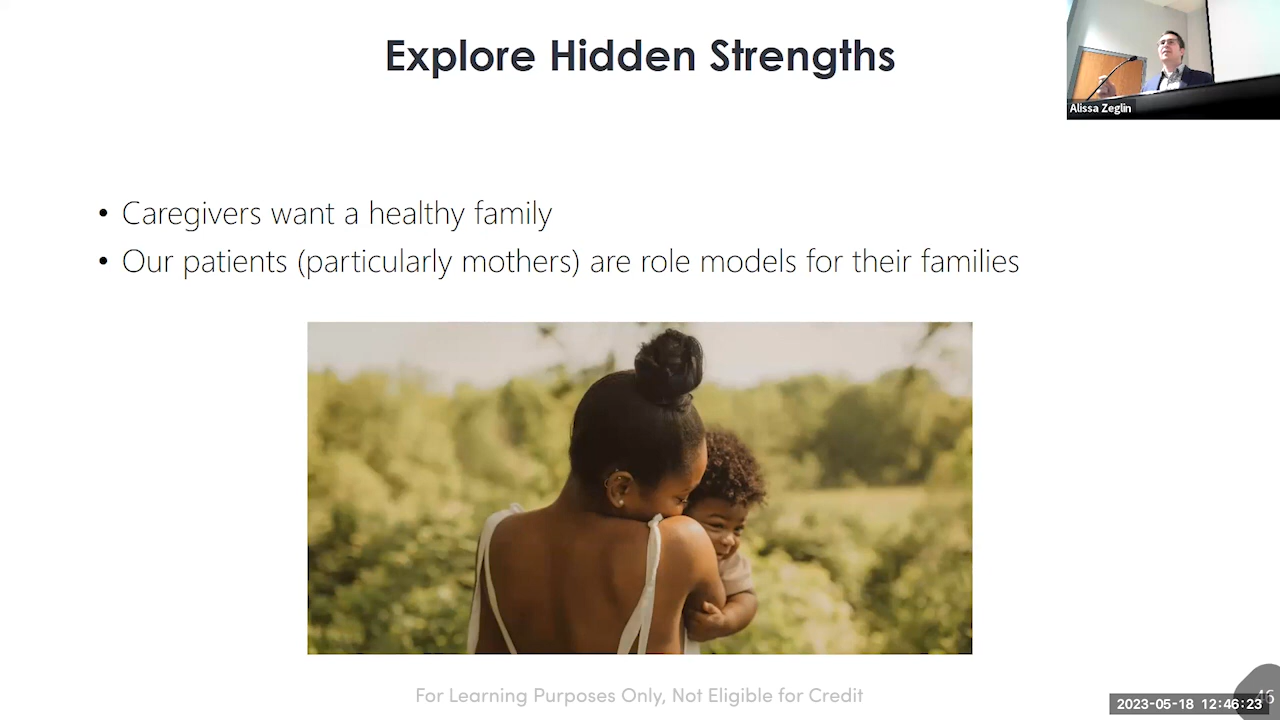 Explore Hidden Strengths
Alissa Zeglin
• Caregivers want a healthy family
• Our patients (particularly mothers) are role models for their families
For Learning Purposes Only, Not Eligible for Credit
46
2023-05-18 12:46:23